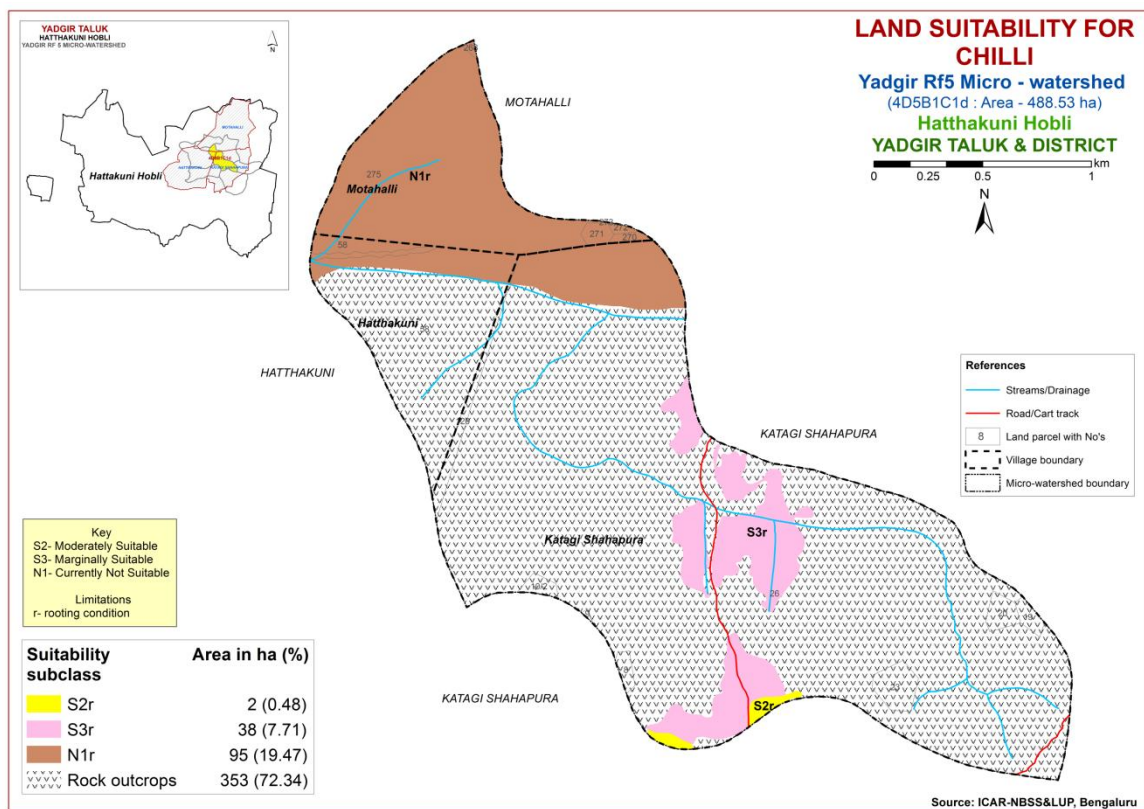 YADGIR TALUK
HATTHAKUNI HOBLI
YADGIR RF 5 MICRO-WATERSHED
N
MOTAHALLI
Hattakuni Hobli
LAND SUITABILITY FOR
CHILLI
Yadgir Rf5 Micro - watershed
(4D5B1C1d : Area - 488.53 ha)
Hatthakuni Hobli
YADGIR TALUK & DISTRICT
km
0 0.25 0.5 1
N
MOTAHALLI
275
N1r
Motahalli
272
271
270
58
Hatthakuni
HATTHAKUNI
KATAGI SHAHAPURA
S3r
Katagi Shahapura
26
KATAGI SHAHAPURA
S2r
References
Streams/Drainage
Road/Cart track
8 Land parcel with No's
Village boundary
Micro-watershed boundary
Key
S2- Moderately Suitable
S3- Marginally Suitable
N1- Currently Not Suitable
Limitations
r- rooting condition
Suitability subclass Area in ha (%)
S2r 2 (0.48)
S3r 38 (7.71)
N1r 95 (19.47)
Rock outcrops 353 (72.34)
Source: ICAR-NBSS&LUP, Bengaluru